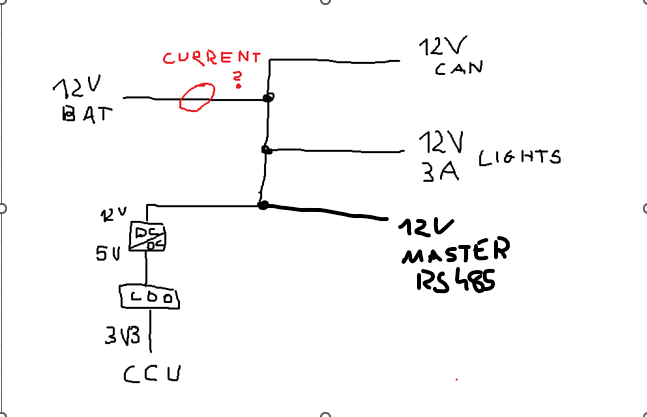 CURRENT
?
12V
CAN
12V
BAT
12V
3A LIGHTS
12V
DC
DC
5V
12V
MASTER
RS485
LDO
3V3
CCU